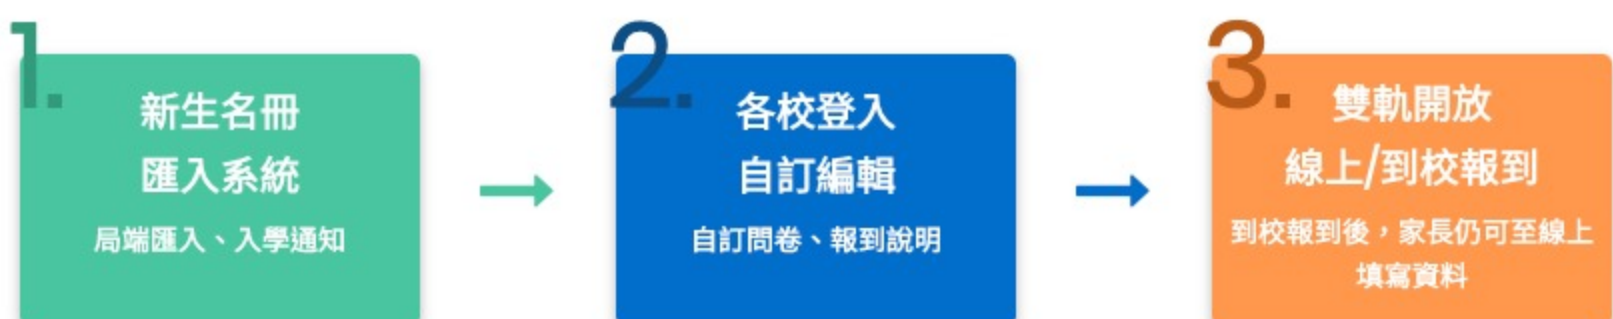 1.
新生名冊
匯入系統
局端匯入、入學通知
2.
各校登入
自訂編輯
自訂問卷、報到說明
3.
雙軌開放
線上/到校報到
到校報到後，家長仍可至線上
填寫資料